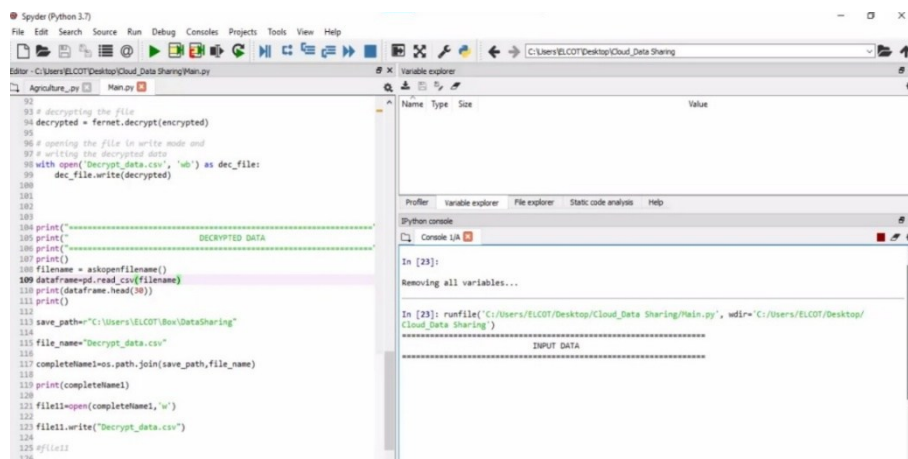 Spyder (Python 3.7)
File Edit Search Source Run Debug Consoles Projects Tools View Help
C:\Users\ELCOT\Desktop\Cloud_Data Sharing
Editor - C:\Users\ELCOT\Desktop\Cloud_Data Sharing\Main.py
Agriculture_.py Main.py
92
93 # decrypting the file
94 decrypted = fernet.decrypt(encrypted)
95
96 # opening the file in write mode and
97 # writing the decrypted data
98 with open('Decrypt_data.csv', 'wb') as dec_file:
99 dec_file.write(decrypted)
100
101
102
103
104 print("==============================================================="
105 print(" DECRYPTED DATA
106 print("==============================================================="
107 print()
108 filename = askopenfilename()
109 dataframe=pd.read_csv(filename)
110 print(dataframe.head(30))
111 print()
112
113 save_path=r"C:\Users\ELCOT\Box\DataSharing"
114
115 file_name="Decrypt_data.csv"
116
117 completeName1=os.path.join(save_path,file_name)
118
119 print(completeName1)
120
121 file11=open(completeName1,'w')
122
123 file11.write("Decrypt_data.csv")
124
125 #file11
126
Variable explorer
Name Type Size Value
Profiler Variable explorer File explorer Static code analysis Help
IPython console
Console 1/A
In [23]:
Removing all variables...
In [23]: runfile('C:/Users/ELCOT/Desktop/Cloud_Data Sharing/Main.py', wdir='C:/Users/ELCOT/Desktop/
Cloud_Data Sharing')
===============================================================
INPUT DATA
===============================================================